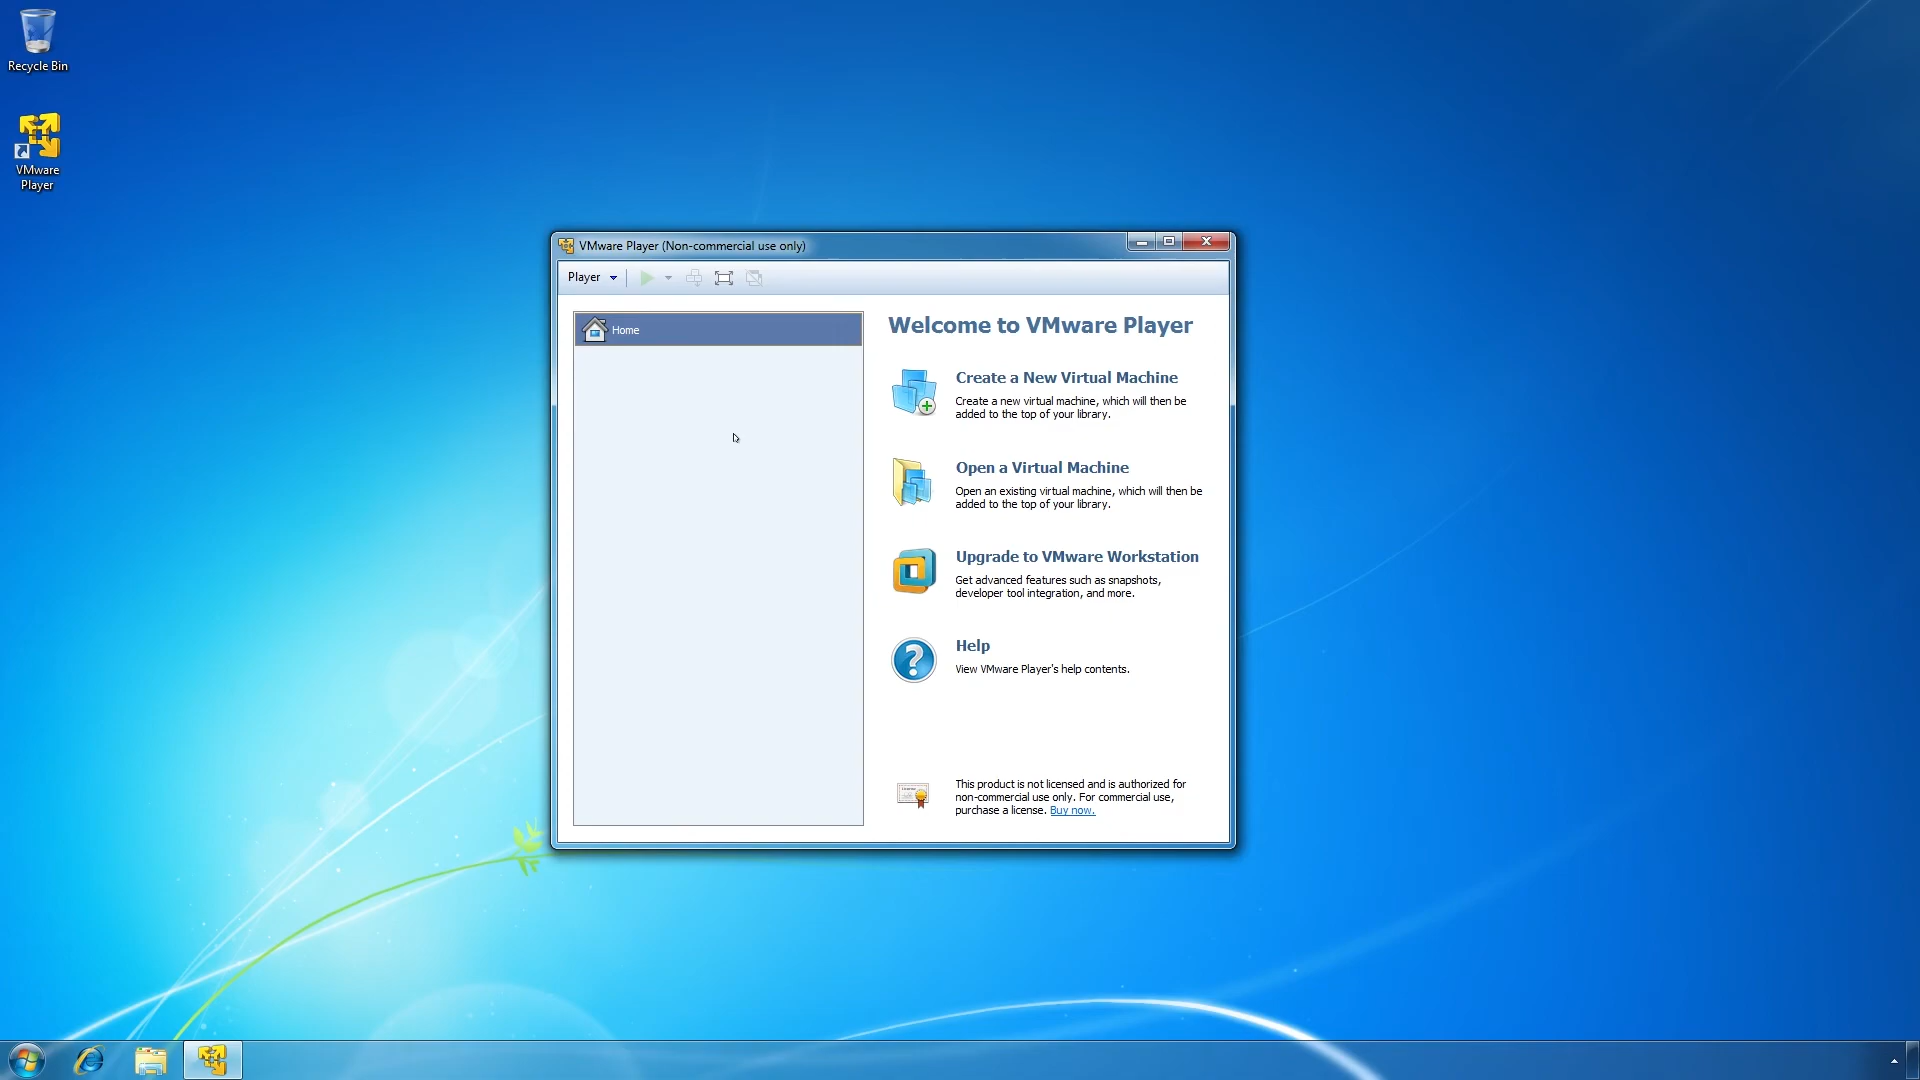 Recycle Bin
VMware
Player
VMware Player (Non-commercial use only)
Player
Home
Welcome to VMware Player
Create a New Virtual Machine
Create a new virtual machine, which will then be
added to the top of your library.
Open a Virtual Machine
Open an existing virtual machine, which will then be
added to the top of your library.
Upgrade to VMware Workstation
Get advanced features such as snapshots,
developer tool integration, and more.
Help
View VMware Player's help contents.
This product is not licensed and is authorized for
non-commercial use only. For commercial use,
purchase a license. Buy now.